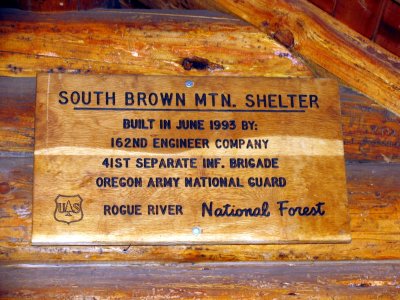 SOUTH BROWN MTN. SHELTER
BUILT IN JUNE 1993 BY:
162ND ENGINEER COMPANY
41ST SEPARATE INF. BRIGADE
OREGON ARMY NATIONAL GUARD
UAS ROGUE RIVER National Forest